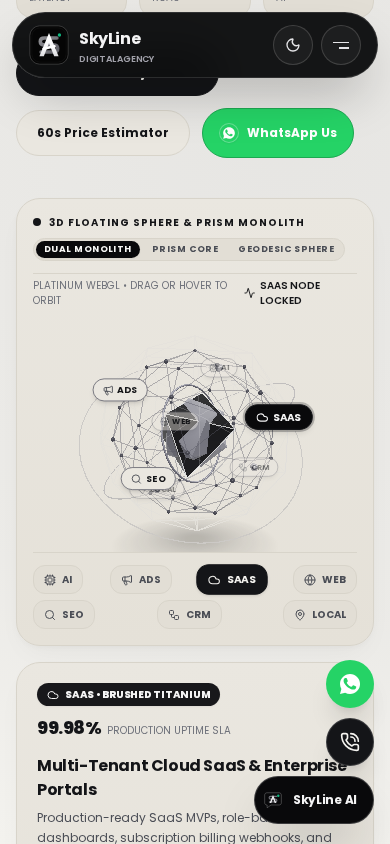 SkyLine
DIGITALAGENCY
60s Price Estimator
WhatsApp Us
3D FLOATING SPHERE & PRISM MONOLITH
DUAL MONOLITH
PRISM CORE
GEODESIC SPHERE
PLATINUM WEBGL • DRAG OR HOVER TO
ORBIT
SAAS NODE
LOCKED
AI
ADS
WEB
SAAS
CRM
SEO
AI
ADS
SAAS
WEB
SEO
CRM
LOCAL
SAAS • BRUSHED TITANIUM
99.98% PRODUCTION UPTIME SLA
Multi-Tenant Cloud SaaS & Enterprise
Portals
SkyLine AI
Production-ready SaaS MVPs,
dashboards, subscription billing webhooks, and